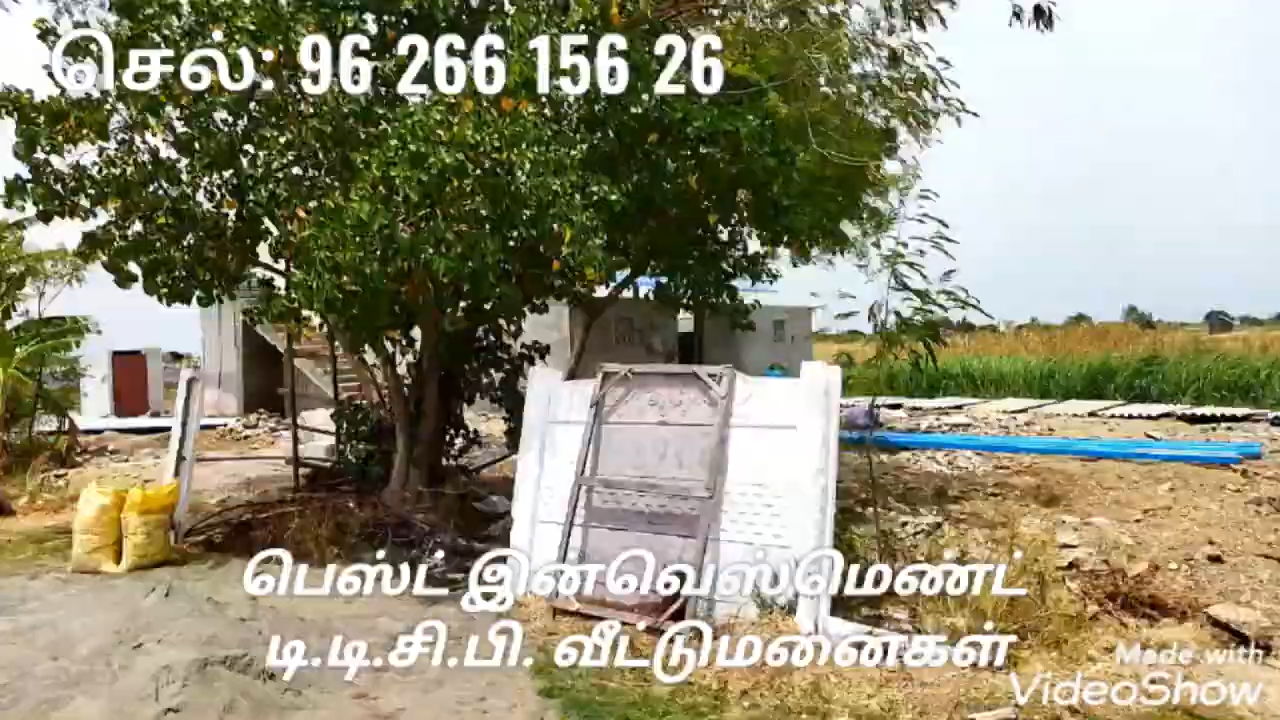 செல்: 96 266 156 26
பெஸ்ட் இனவெஸ்மெண்ட்
டி.டி.சி.பி. வீட்டுமனைகள்
Made with
VideoShow